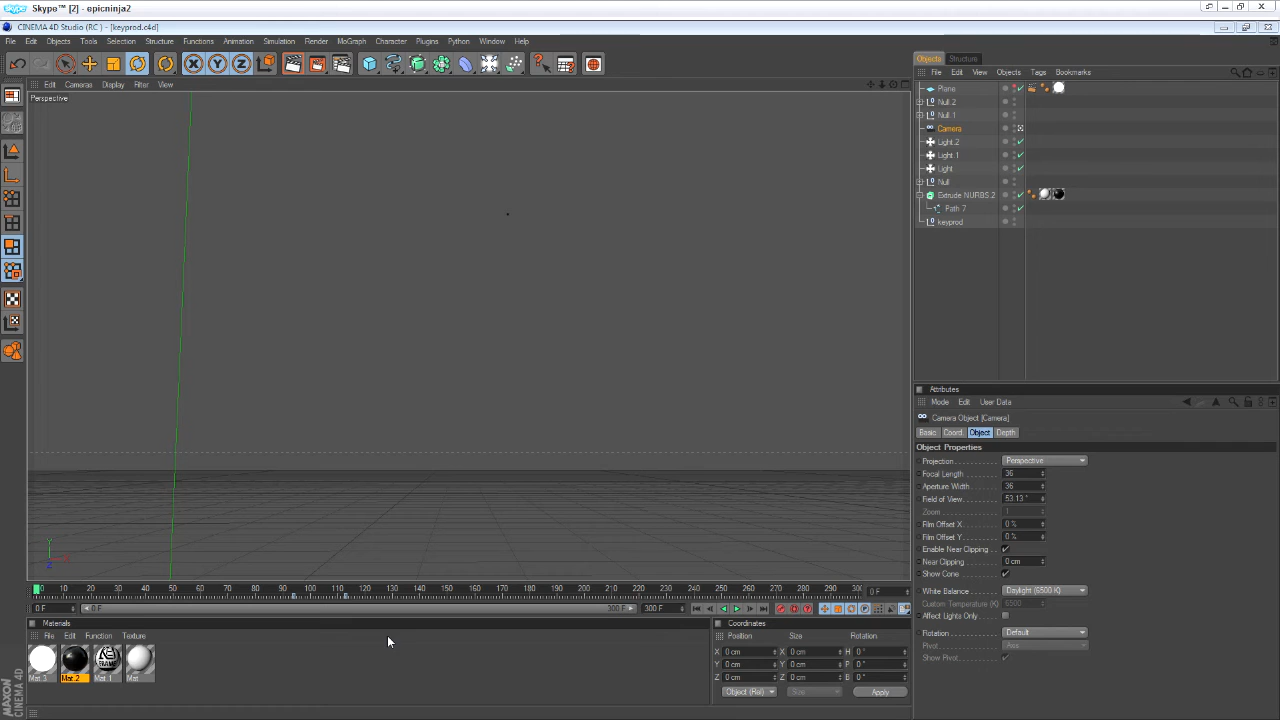 Skype™ [2] - epicninja2
CINEMA 4D Studio (RC ) - [keyprod.c4d]
File Edit Objects Tools Selection Structure Functions Animation Simulation Render MoGraph Character Plugins Python Window Help
Objects Structure
File Edit View Objects Tags Bookmarks
Edit Cameras Display Filter View
Perspective
Plane
Null.2
Null.1
Camera
Light.2
Light.1
Light
Null
Extrude NURBS.2
Path 7
keyprod
X Y Z
Attributes
Mode Edit User Data
Camera Object [Camera]
Basic Coord. Object Depth
Object Properties
Projection Perspective
Focal Length 36
Aperture Width 36
Field of View 53.13 °
Zoom 1
Film Offset X 0 %
Film Offset Y 0 %
Enable Near Clipping
Near Clipping 0 cm
Show Cone
White Balance Daylight (6500 K)
Custom Temperature (K) 6500
Affect Lights Only
Rotation Default
Pivot Axis
Show Pivot
Y
Z
0 10 20 30 40 50 60 70 80 90 100 110 120 130 140 150 160 170 180 190 200 210 220 230 240 250 260 270 280 290 300
0 F
0 F 0 F 300 F 300 F
Materials
File Edit Function Texture
FRAME
Mat.3 Mat.2 Mat.1 Mat
Coordinates
Position Size Rotation
X 0 cm X 0 cm H 0 °
Y 0 cm Y 0 cm P 0 °
Z 0 cm Z 0 cm B 0 °
Object (Rel) Size Apply
MAXON
CINEMA 4D